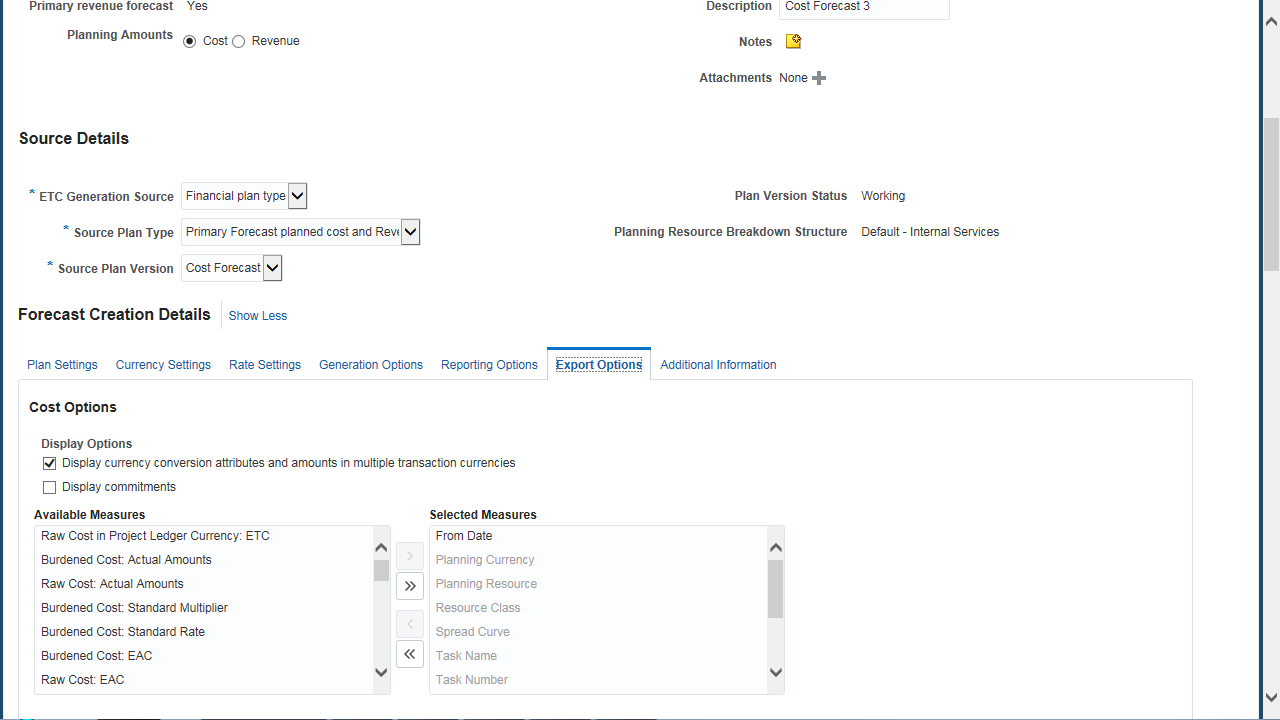 Primary revenue forecast Yes
Description Cost Forecast 3
Planning Amounts Cost Revenue
Notes
Attachments None
Source Details
* ETC Generation Source Financial plan type
Plan Version Status Working
* Source Plan Type Primary Forecast planned cost and Reve
Planning Resource Breakdown Structure Default - Internal Services
* Source Plan Version Cost Forecast
Forecast Creation Details Show Less
Plan Settings Currency Settings Rate Settings Generation Options Reporting Options Export Options Additional Information
Cost Options
Display Options
Display currency conversion attributes and amounts in multiple transaction currencies
Display commitments
Available Measures
Raw Cost in Project Ledger Currency: ETC
Burdened Cost: Actual Amounts
Raw Cost: Actual Amounts
Burdened Cost: Standard Multiplier
Burdened Cost: Standard Rate
Burdened Cost: EAC
Raw Cost: EAC
Selected Measures
From Date
Planning Currency
Planning Resource
Resource Class
Spread Curve
Task Name
Task Number